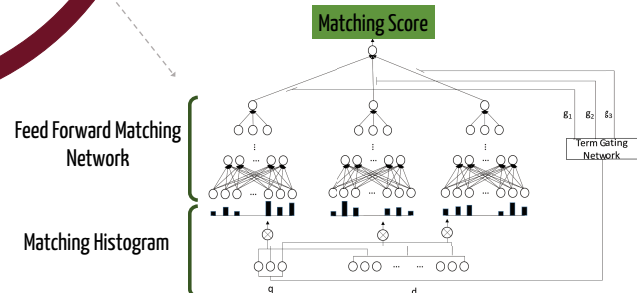 Matching Score
g1 g2 g3
Feed Forward Matching
Network
Term Gating
Network
Matching Histogram
q d